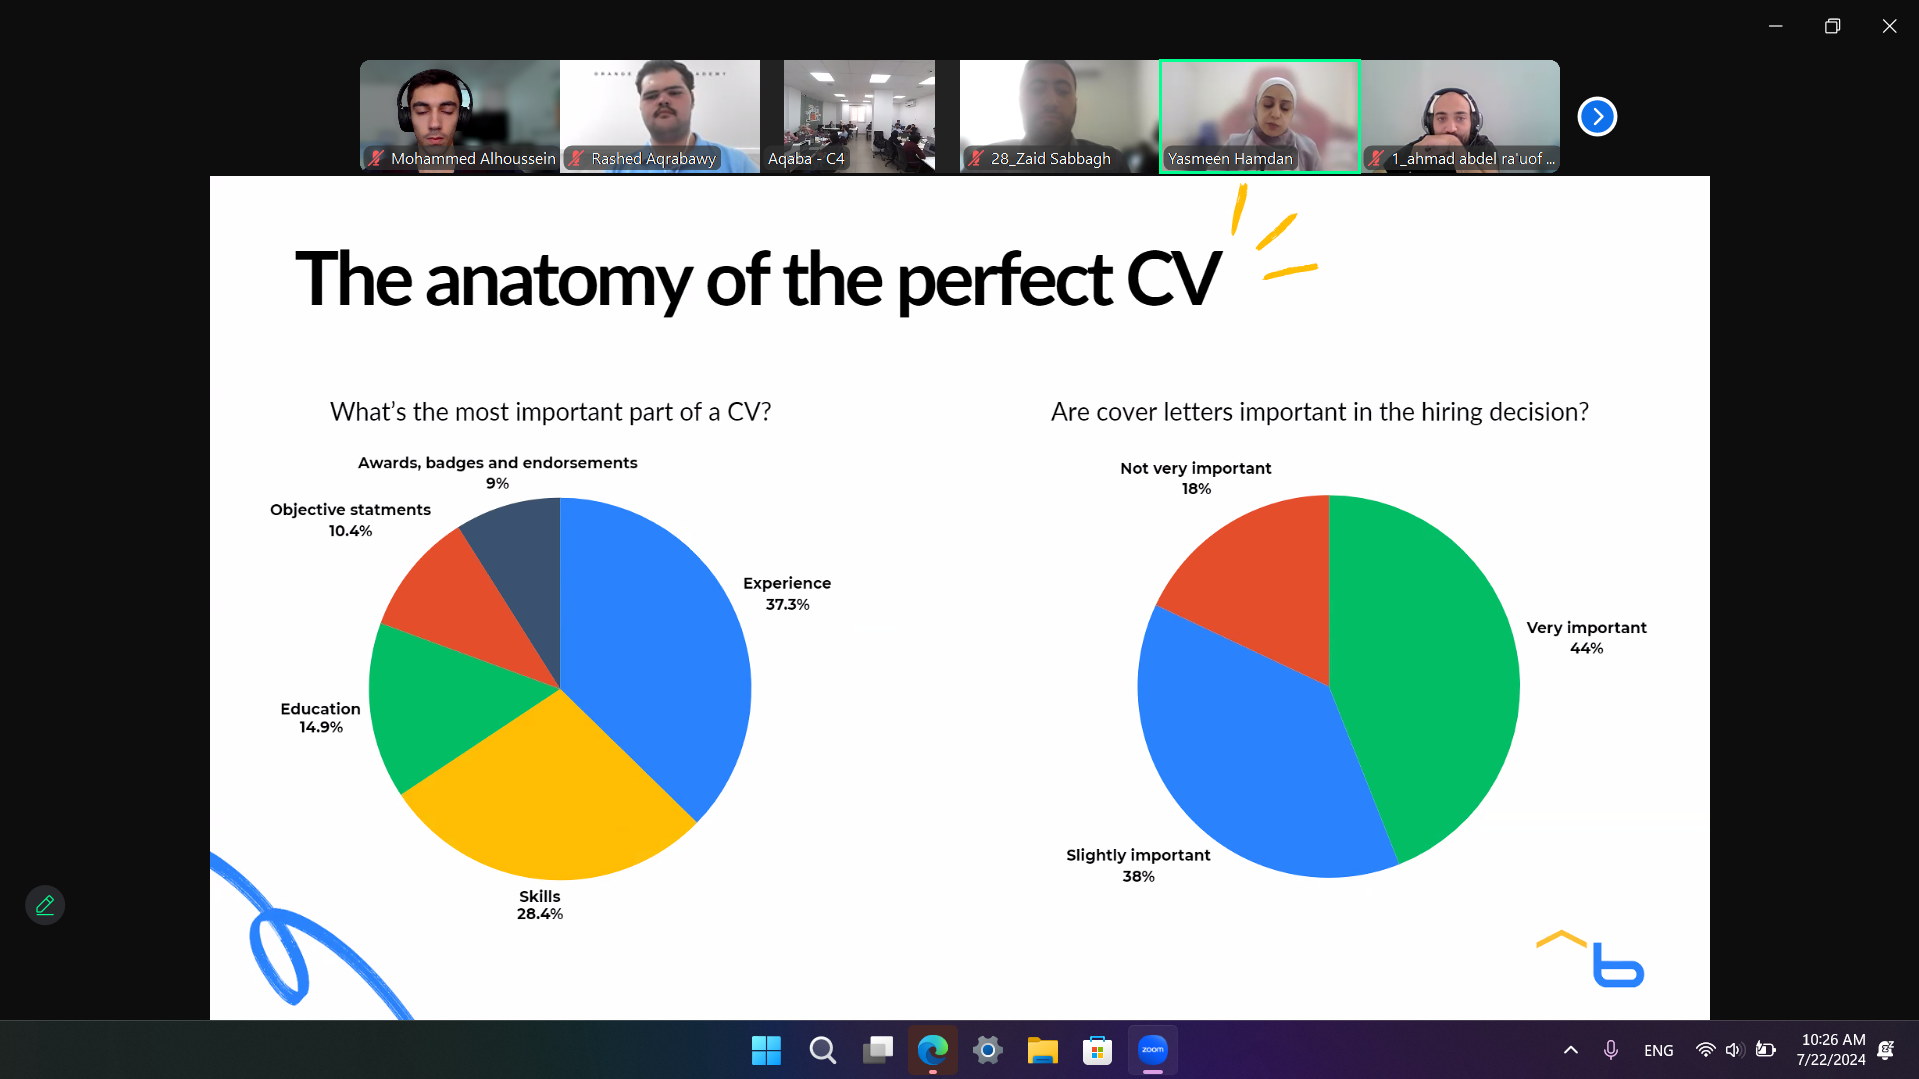 ORANGE
ADEMY
Mohammed Alhoussein
Rashed Aqrabawy
Aqaba - C4
28_Zaid Sabbagh
Yasmeen Hamdan
1_ahmad abdel ra'uof ...
The anatomy of the perfect CV
What's the most important part of a CV?
Awards, badges and endorsements
9%
Objective statments
10.4%
Experience
37.3%
Education
14.9%
Skills
28.4%
Are cover letters important in the hiring decision?
Not very important
18%
Very important
44%
Slightly important
38%
b
zoom
ENG
10:26 AM
7/22/2024